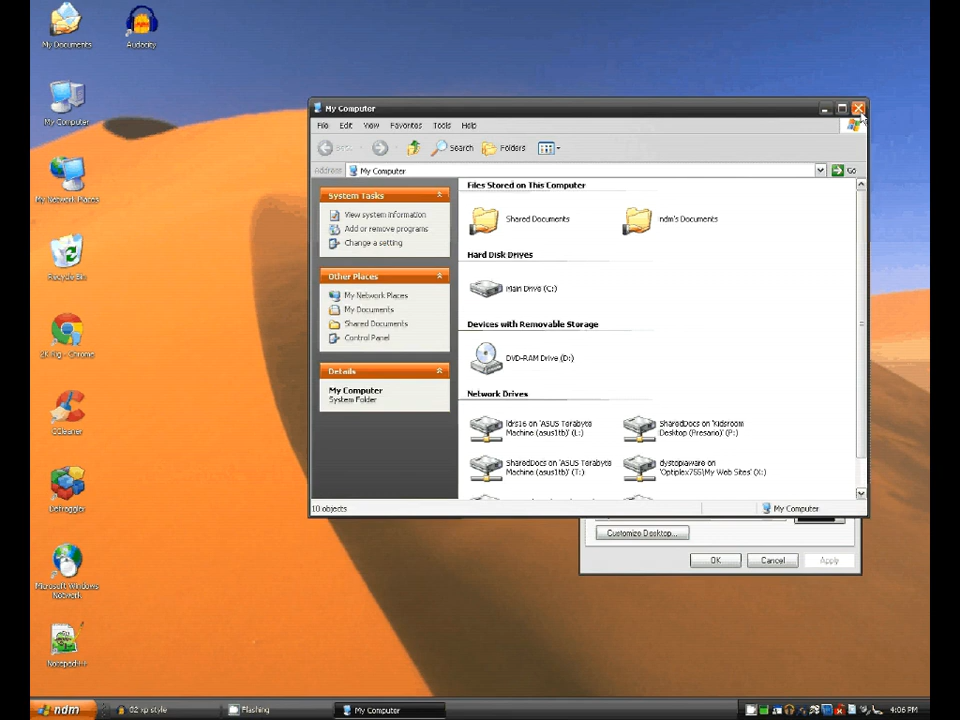 My Documents
Audacity
My Computer
My Network Places
Recycle Bin
CCleaner
Defraggler
Microsoft Windows
Network
Notepad++
My Computer
File Edit View Favorites Tools Help
Back
Search
Folders
Address
My Computer
Go
System Tasks
View system information
Add or remove programs
Change a setting
Other Places
My Network Places
My Documents
Shared Documents
Control Panel
Details
My Computer
System Folder
Files Stored on This Computer
Shared Documents
ndm's Documents
Hard Disk Drives
Main Drive (C:)
Devices with Removable Storage
DVD-RAM Drive (D:)
Network Drives
ldrs16 on 'ASUS Terabyte
Machine (asus1tb)' (L:)
SharedDocs on 'Kidsroom
Desktop (Presario)' (P:)
SharedDocs on 'ASUS Terabyte
Machine (asus1tb)' (T:)
dystopiaware on
'Optiplex755\My Web Sites' (X:)
10 objects
My Computer
Customize Desktop...
OK
Cancel
Apply
ndm
02 xp style
Flashing
My Computer
4:06 PM